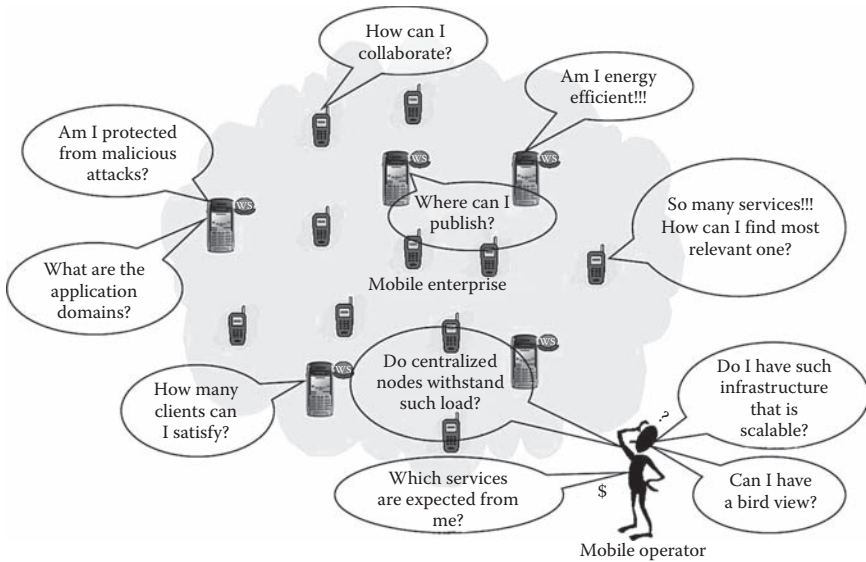 How can I
collaborate?
Am I energy
efficient!!!
Am I protected
from malicious
attacks?
WS
WS
WS
Where can I
publish?
So many services!!!
How can I find most
relevant one?
What are the
application
domains?
Mobile enterprise
WS
WS
Do centralized
nodes withstand
such load?
How many
clients can
I satisfy?
Do I have such
infrastructure
that is
scalable?
?
Which services
are expected from
me?
$
Can I have
a bird view?
Mobile operator